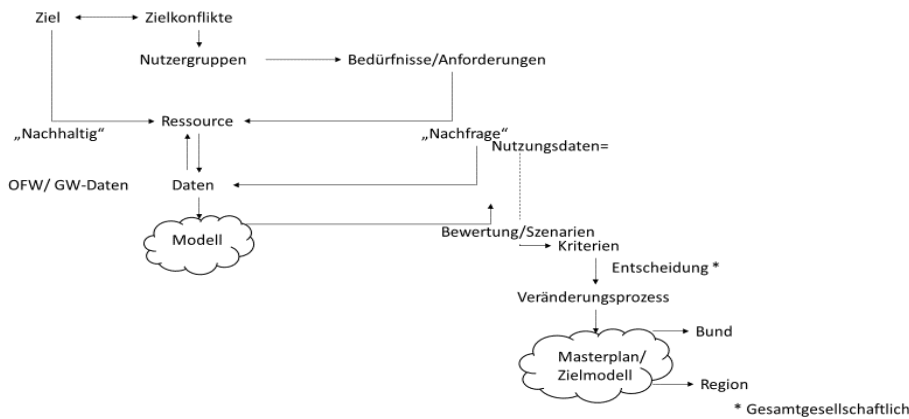 Ziel
Zielkonflikte
Nutzergruppen
Bedürfnisse/Anforderungen
Ressource
„Nachhaltig“
„Nachfrage“
Nutzungsdaten=
OFW/ GW-Daten
Daten
Modell
Bewertung/Szenarien
Kriterien
Entscheidung *
Veränderungsprozess
Bund
Masterplan/
Zielmodell
Region
* Gesamtgesellschaftlich